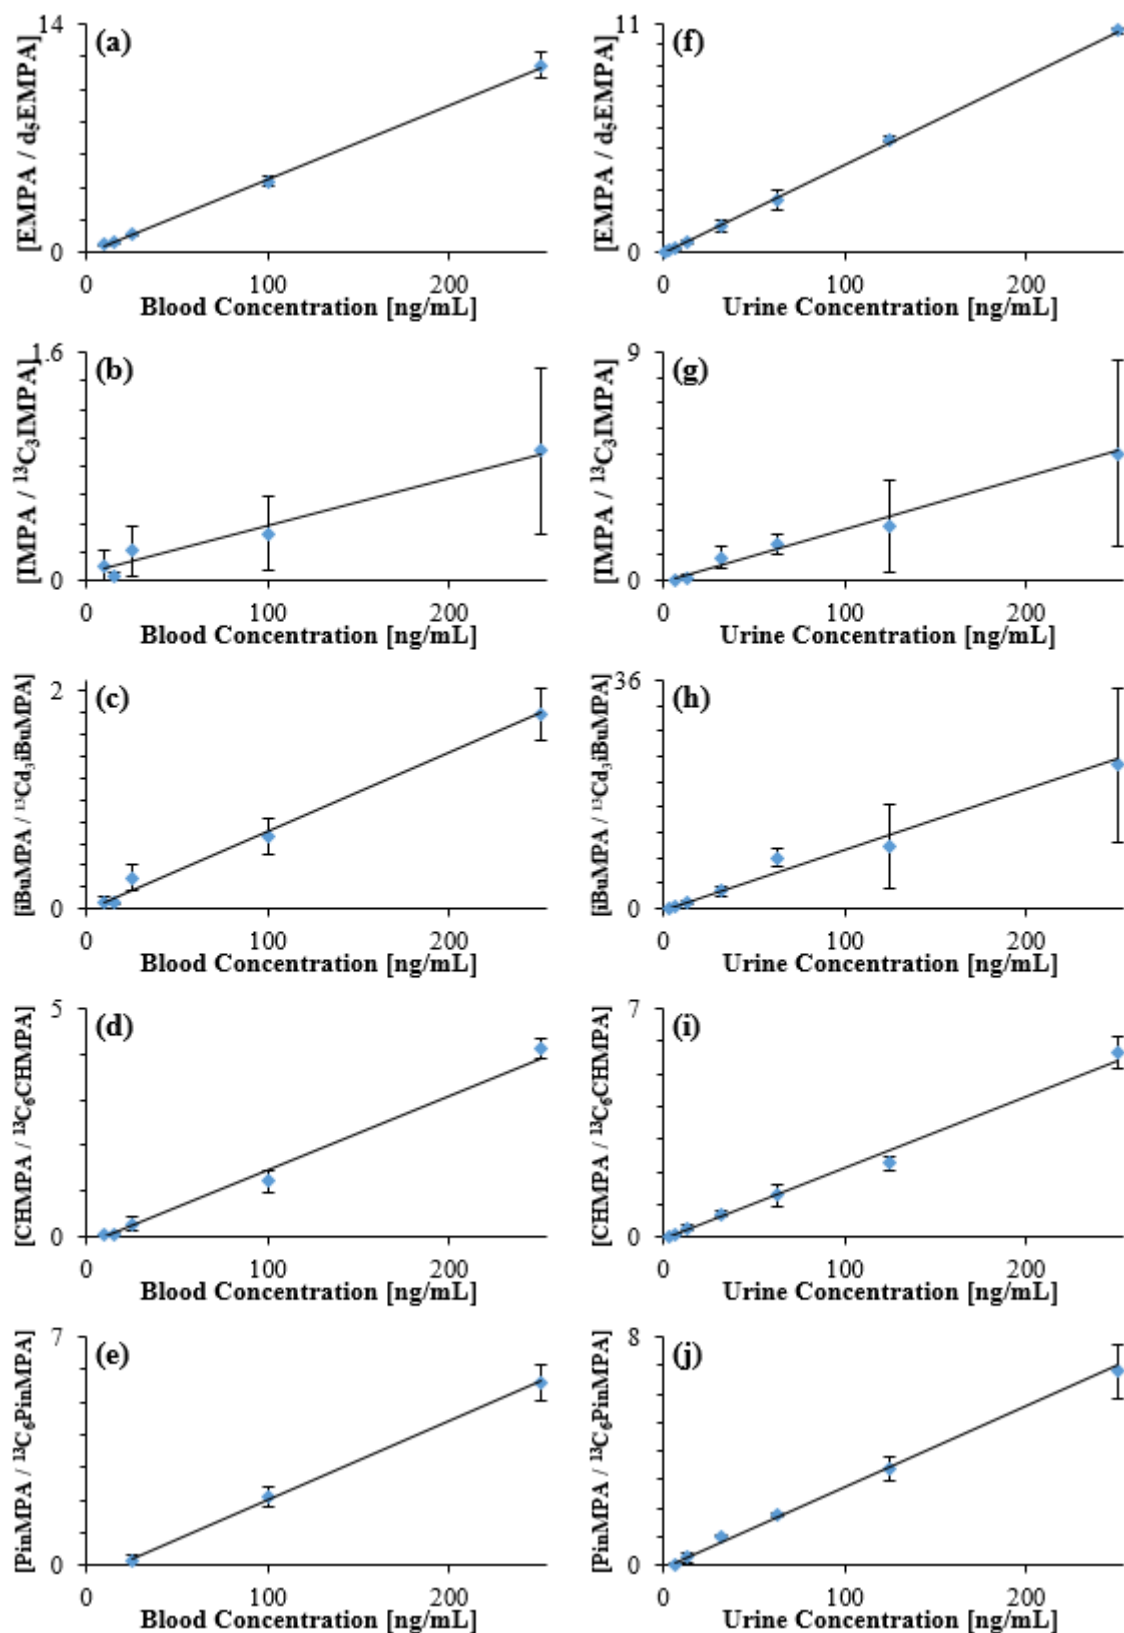 14
(a)
[EMPA / d₅EMPA]
0
0 100 200
Blood Concentration [ng/mL]
11
(f)
[EMPA / d₅EMPA]
0
0 100 200
Urine Concentration [ng/mL]
1.6
(b)
[IMPA / ¹³C₃IMPA]
0
0 100 200
Blood Concentration [ng/mL]
9
(g)
[IMPA / ¹³C₃IMPA]
0
0 100 200
Urine Concentration [ng/mL]
2
(c)
[iBuMPA / ¹³Cd₃iBuMPA]
0
0 100 200
Blood Concentration [ng/mL]
36
(h)
[iBuMPA / ¹³Cd₃iBuMPA]
0
0 100 200
Urine Concentration [ng/mL]
5
(d)
[CHMPA / ¹³C₆CHMPA]
0
0 100 200
Blood Concentration [ng/mL]
7
(i)
[CHMPA / ¹³C₆CHMPA]
0
0 100 200
Urine Concentration [ng/mL]
7
(e)
[PinMPA / ¹³C₆PinMPA]
0
0 100 200
Blood Concentration [ng/mL]
8
(j)
[PinMPA / ¹³C₆PinMPA]
0
0 100 200
Urine Concentration [ng/mL]